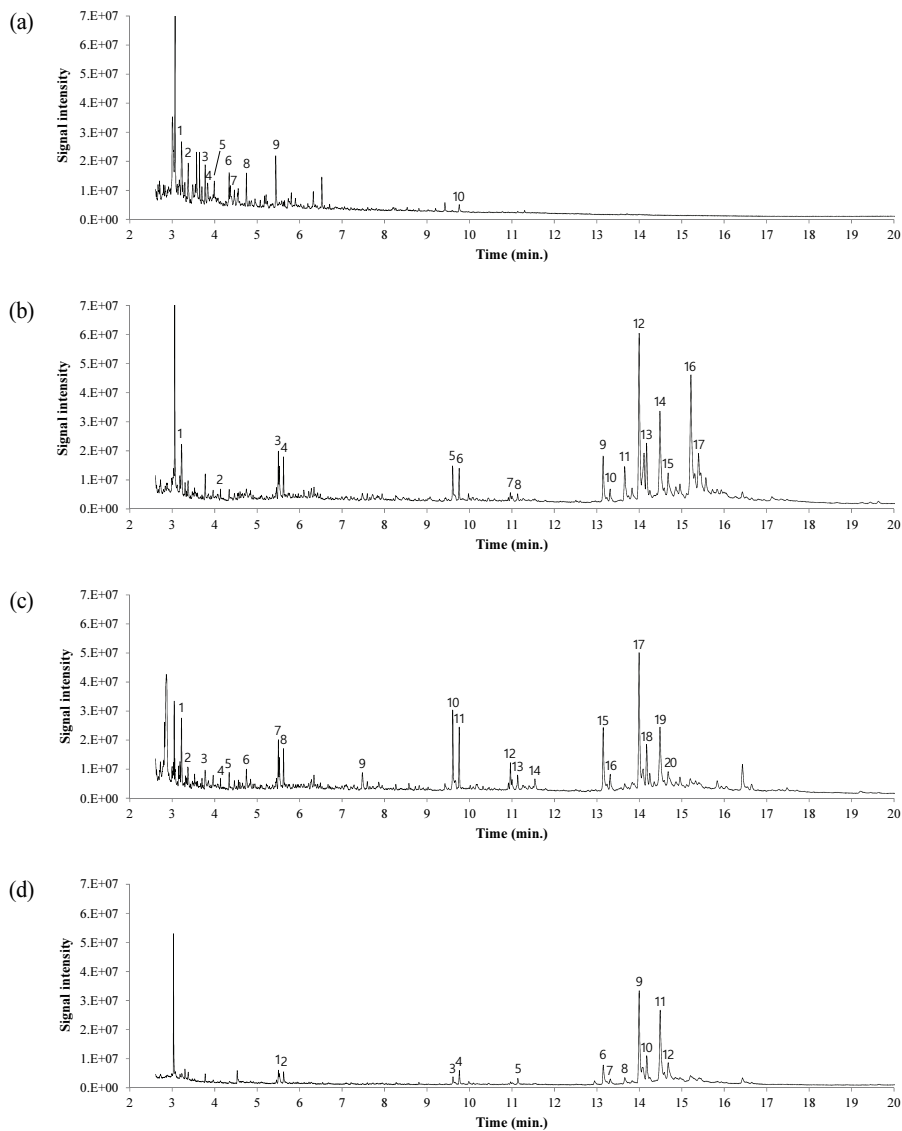 (a)
Signal intensity
7.E+07
6.E+07
5.E+07
4.E+07
3.E+07
2.E+07
1.E+07
0.E+00
1
2
3
4
5
6
7
8
9
10
2 3 4 5 6 7 8 9 10 11 12 13 14 15 16 17 18 19 20
Time (min.)
(b)
Signal intensity
7.E+07
6.E+07
5.E+07
4.E+07
3.E+07
2.E+07
1.E+07
0.E+00
1
2
3
4
5
6
7
8
9
10
11
12
13
14
15
16
17
2 3 4 5 6 7 8 9 10 11 12 13 14 15 16 17 18 19 20
Time (min.)
(c)
Signal intensity
7.E+07
6.E+07
5.E+07
4.E+07
3.E+07
2.E+07
1.E+07
0.E+00
1
2
3
4
5
6
7
8
9
10
11
12
13
14
15
16
17
18
19
20
2 3 4 5 6 7 8 9 10 11 12 13 14 15 16 17 18 19 20
Time (min.)
(d)
Signal intensity
7.E+07
6.E+07
5.E+07
4.E+07
3.E+07
2.E+07
1.E+07
0.E+00
1
2
3
4
5
6
7
8
9
10
11
12
2 3 4 5 6 7 8 9 10 11 12 13 14 15 16 17 18 19 20
Time (min.)